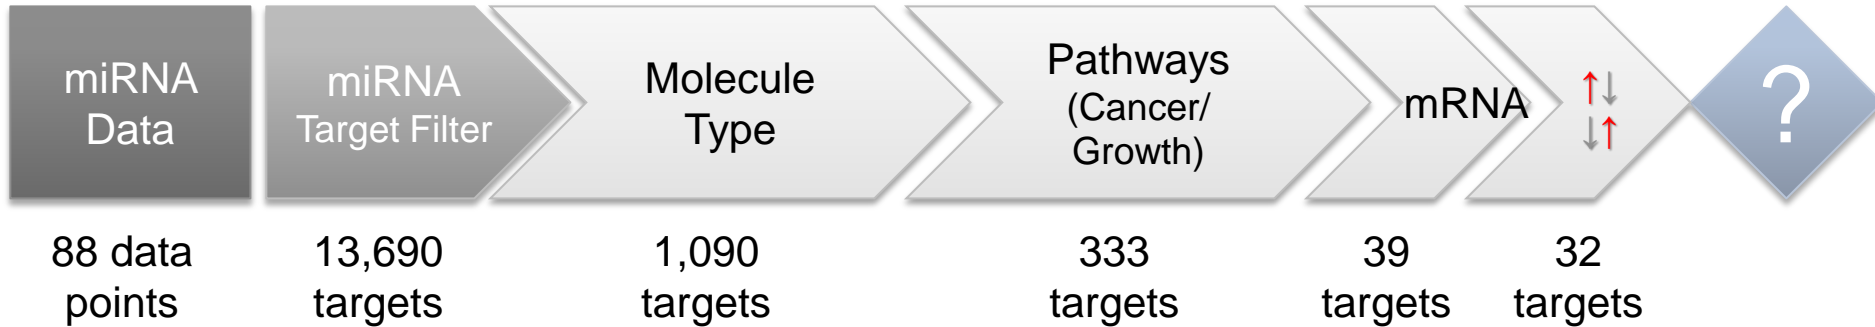 miRNA
Data
miRNA
Target Filter
Molecule
Type
Pathways
(Cancer/
Growth)
mRNA
↑↓
↓↑
?
88 data
points
13,690
targets
1,090
targets
333
targets
39
targets
32
targets